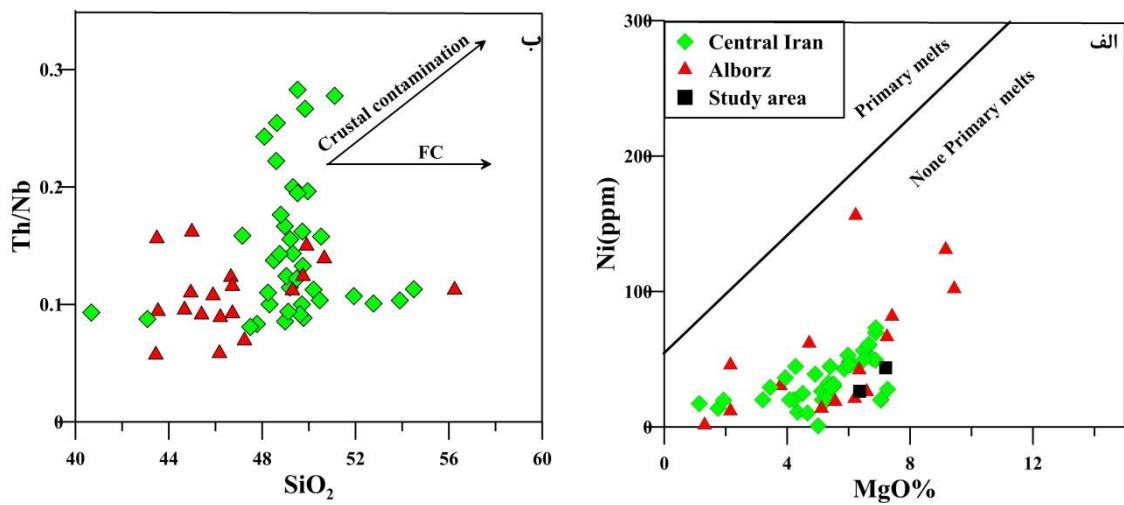 ب
0.3
0.2
0.1
0
Th/Nb
Crustal contamination
FC
40
44
48
52
56
60
SiO₂
الف
Central Iran
Alborz
Study area
Primary melts
None Primary melts
300
200
100
0
Ni(ppm)
0
4
8
12
MgO%